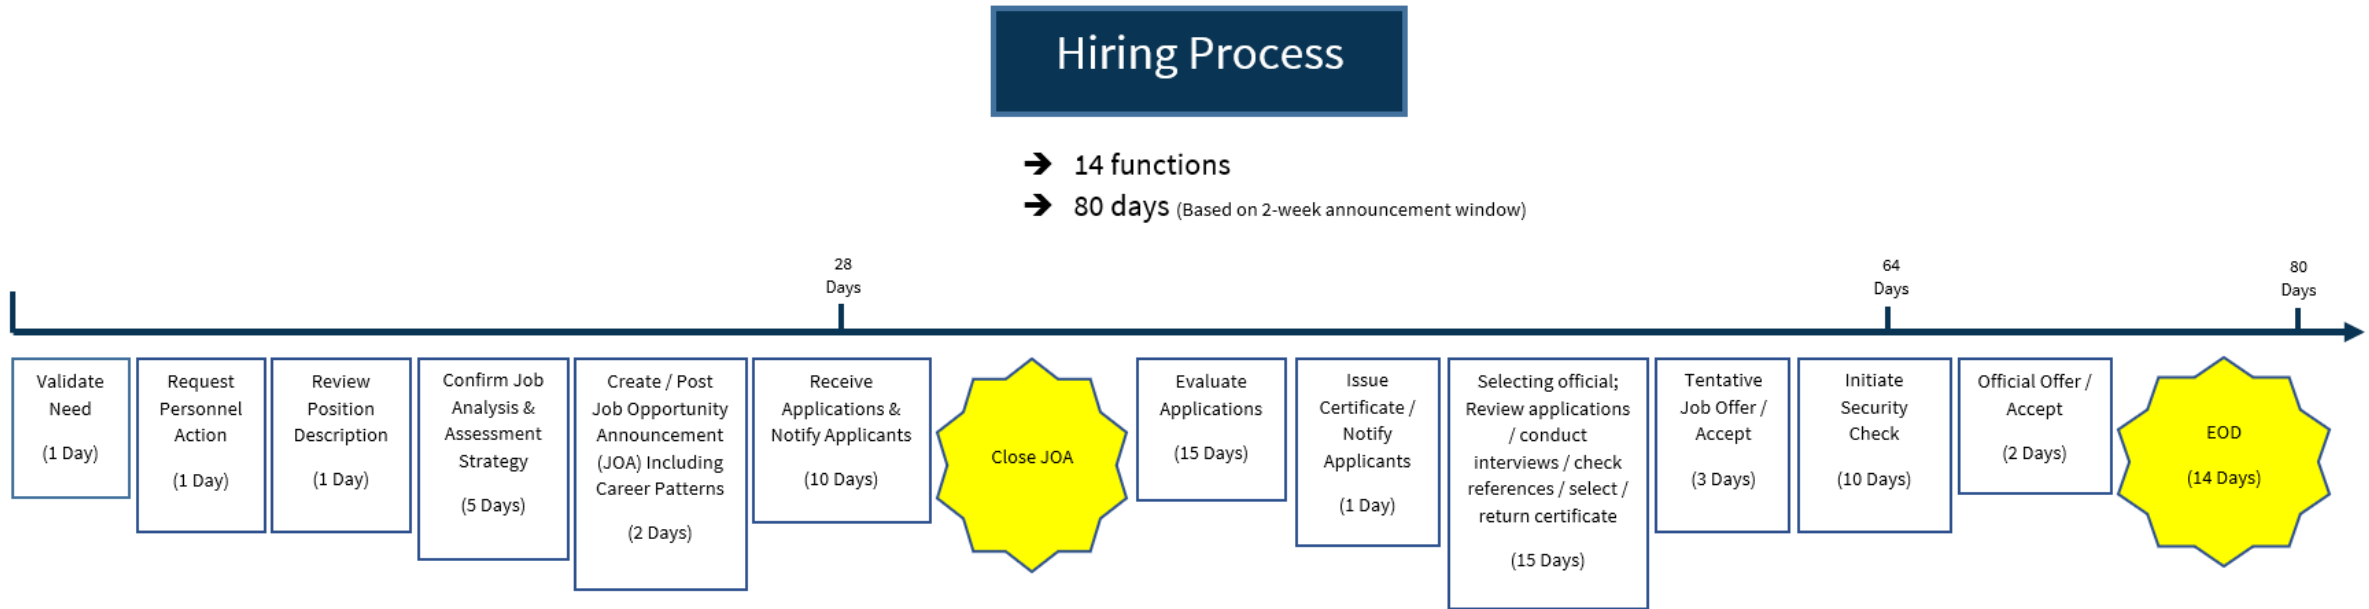 Hiring Process
➔ 14 functions
➔ 80 days (Based on 2-week announcement window)
28
Days
64
Days
80
Days
Validate
Need
(1 Day)
Request
Personnel
Action
(1 Day)
Review
Position
Description
(1 Day)
Confirm Job
Analysis &
Assessment
Strategy
(5 Days)
Create / Post
Job Opportunity
Announcement
(JOA) Including
Career Patterns
(2 Days)
Receive
Applications &
Notify Applicants
(10 Days)
Close JOA
Evaluate
Applications
(15 Days)
Issue
Certificate /
Notify
Applicants
(1 Day)
Selecting official;
Review applications
/ conduct
interviews / check
references / select /
return certificate
(15 Days)
Tentative
Job Offer /
Accept
(3 Days)
Initiate
Security
Check
(10 Days)
Official Offer /
Accept
(2 Days)
EOD
(14 Days)